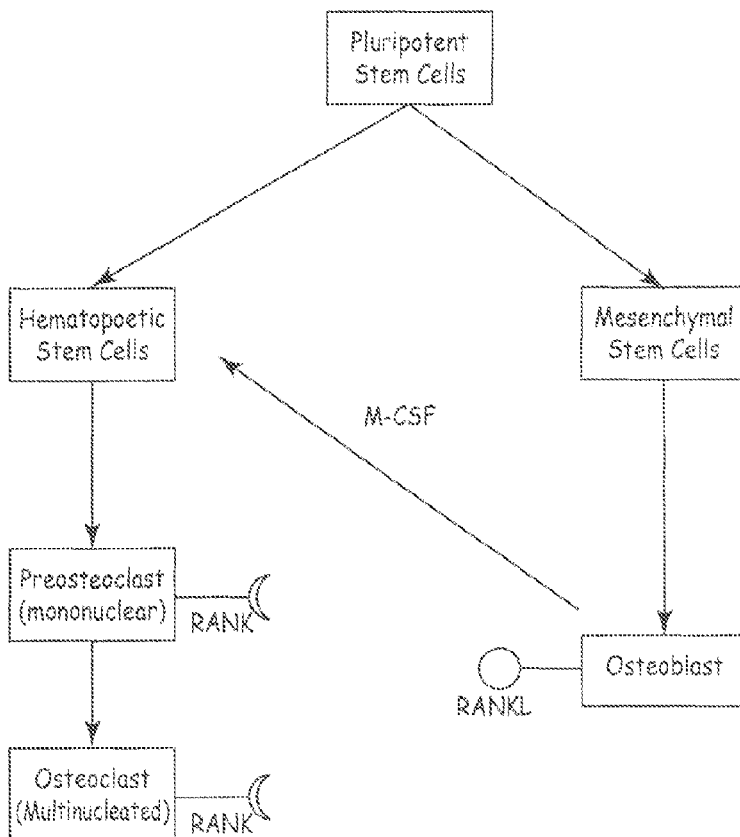 Pluripotent
Stem Cells
Hematopoetic
Stem Cells
Mesenchymal
Stem Cells
M-CSF
Preosteoclast
(mononuclear)
RANK
Osteoblast
RANKL
Osteoclast
(Multinucleated)
RANK